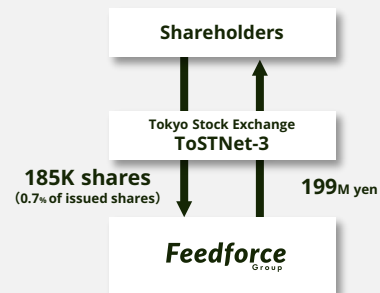 Shareholders
Tokyo Stock Exchange
ToSTNet-3
185K shares
(0.7% of issued shares)
199M yen
Feedforce
Group